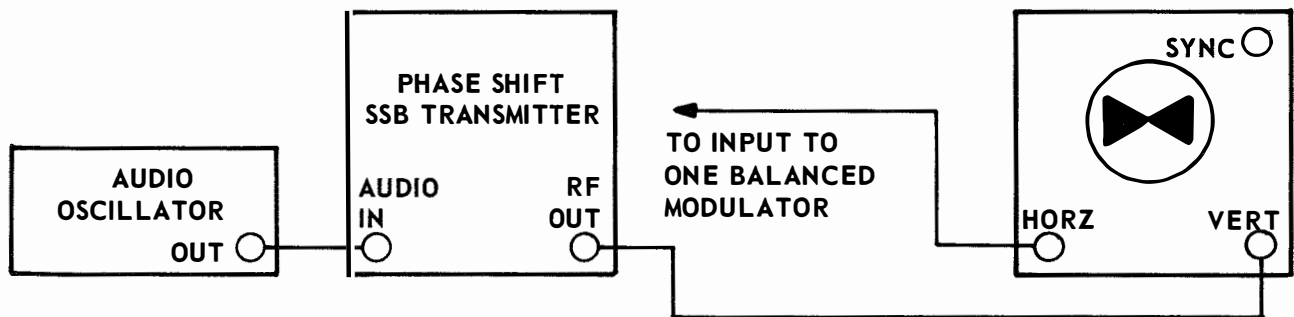 AUDIO
OSCILLATOR
OUT
PHASE SHIFT
SSB TRANSMITTER
AUDIO
IN
RF
OUT
TO INPUT TO
ONE BALANCED
MODULATOR
SYNC
HORZ
VERT